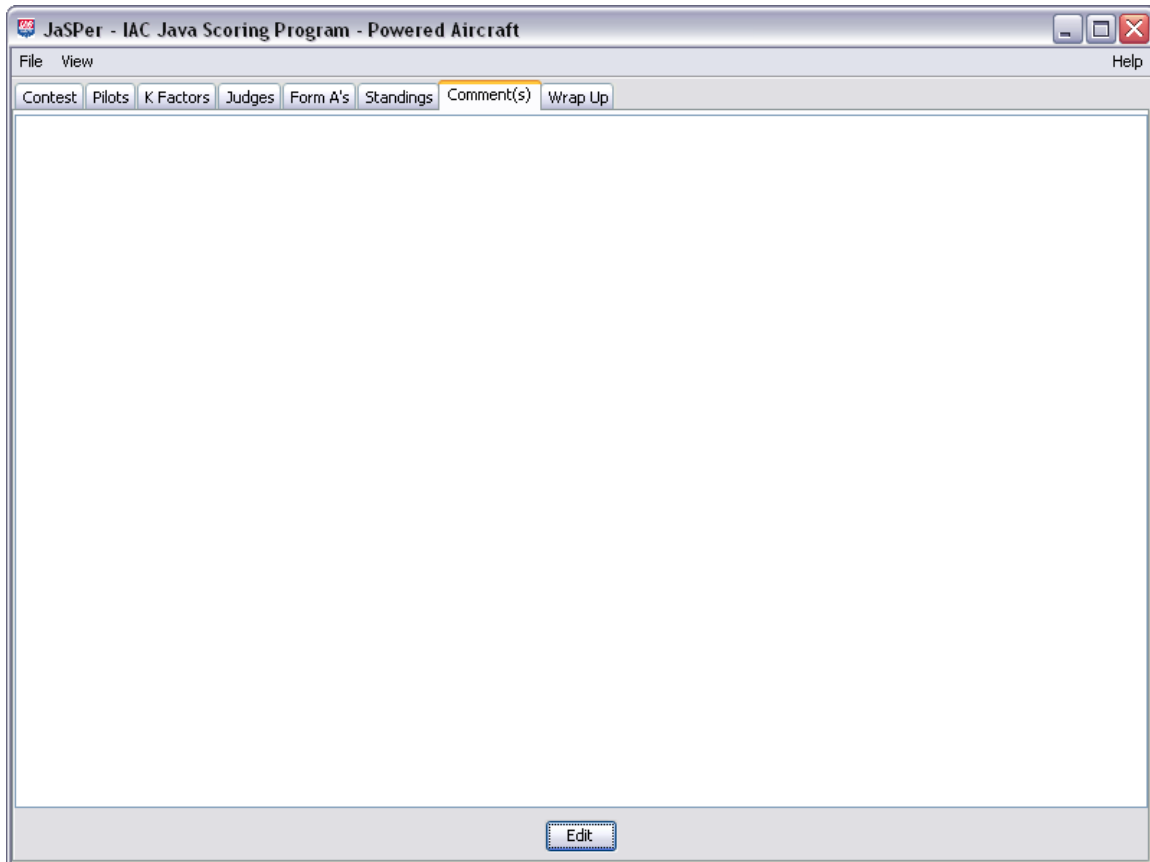 JaSPer - IAC Java Scoring Program - Powered Aircraft
File View Help
Contest Pilots K Factors Judges Form A's Standings Comment(s) Wrap Up
Edit